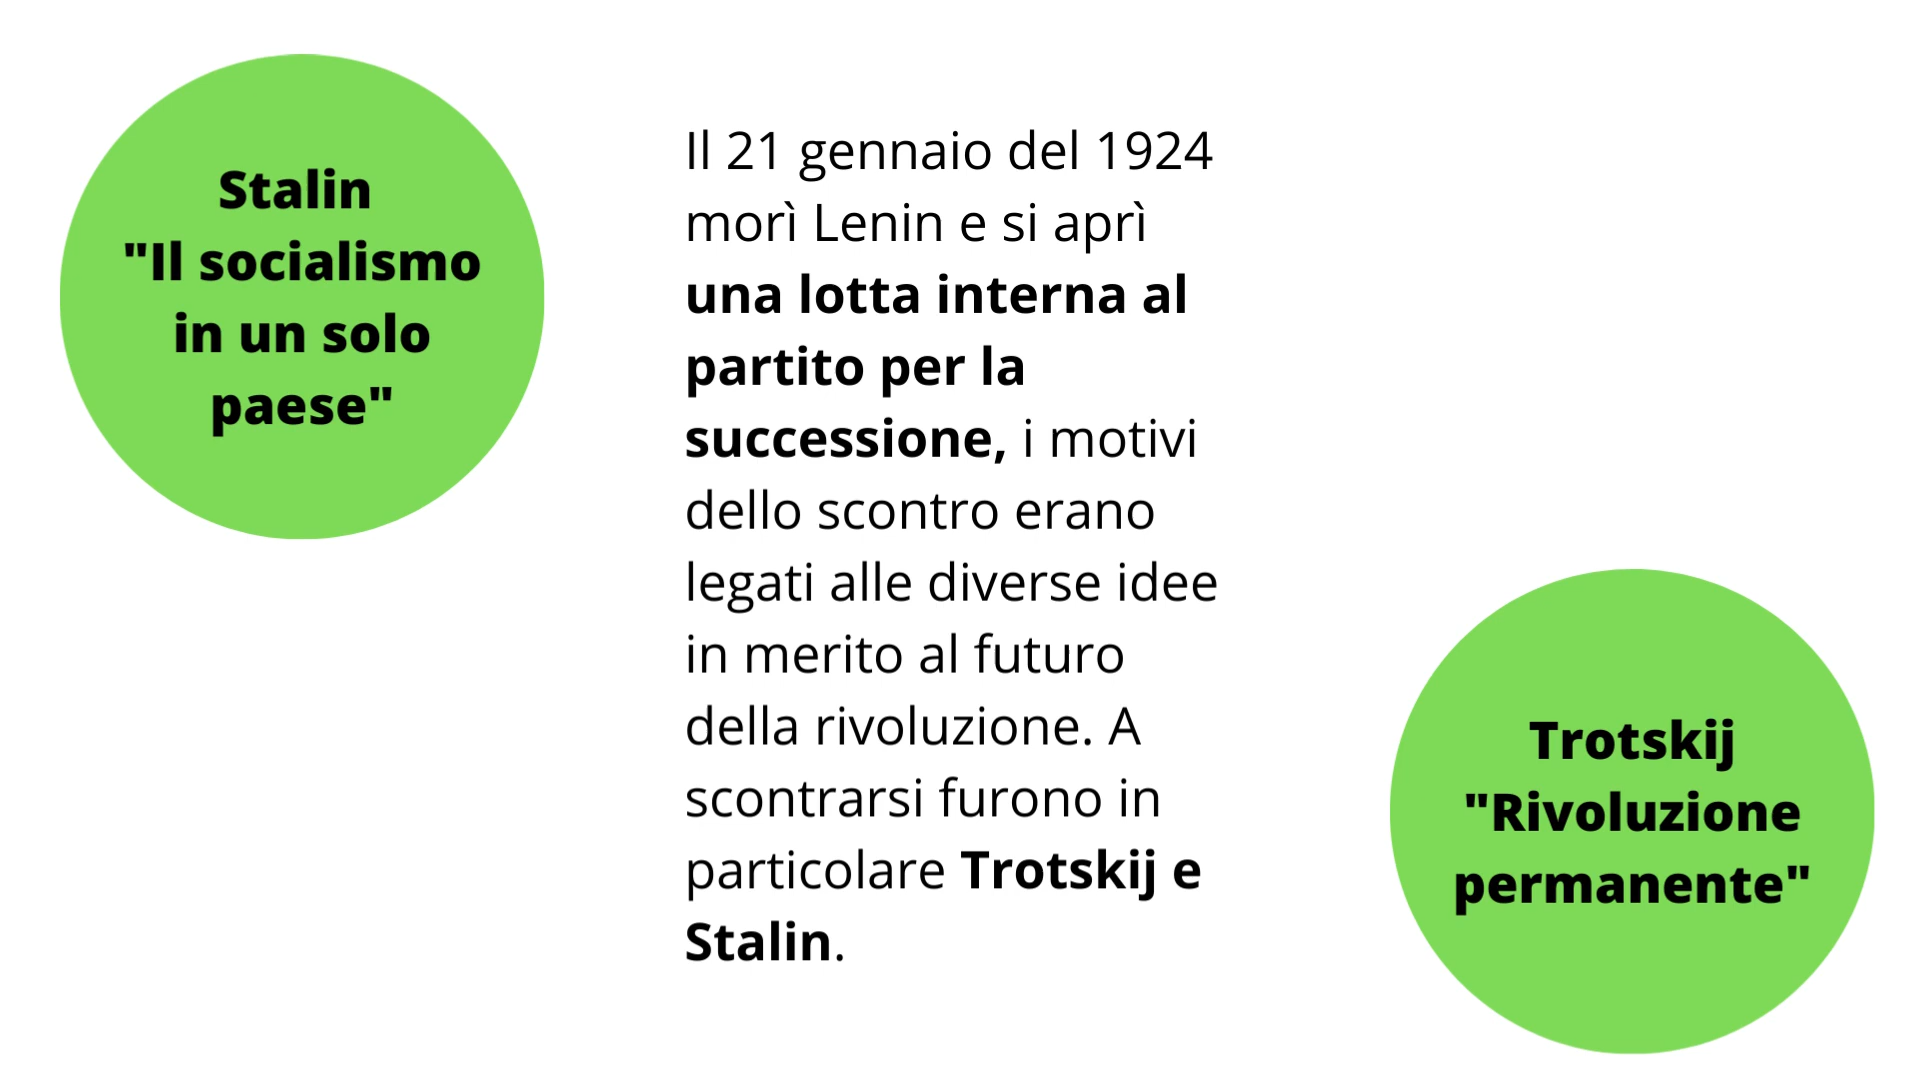 Stalin
"Il socialismo
in un solo
paese"
Il 21 gennaio del 1924
morì Lenin e si aprì
una lotta interna al
partito per la
successione, i motivi
dello scontro erano
legati alle diverse idee
in merito al futuro
della rivoluzione. A
scontrarsi furono in
particolare Trotskij e
Stalin.
Trotskij
"Rivoluzione
permanente"